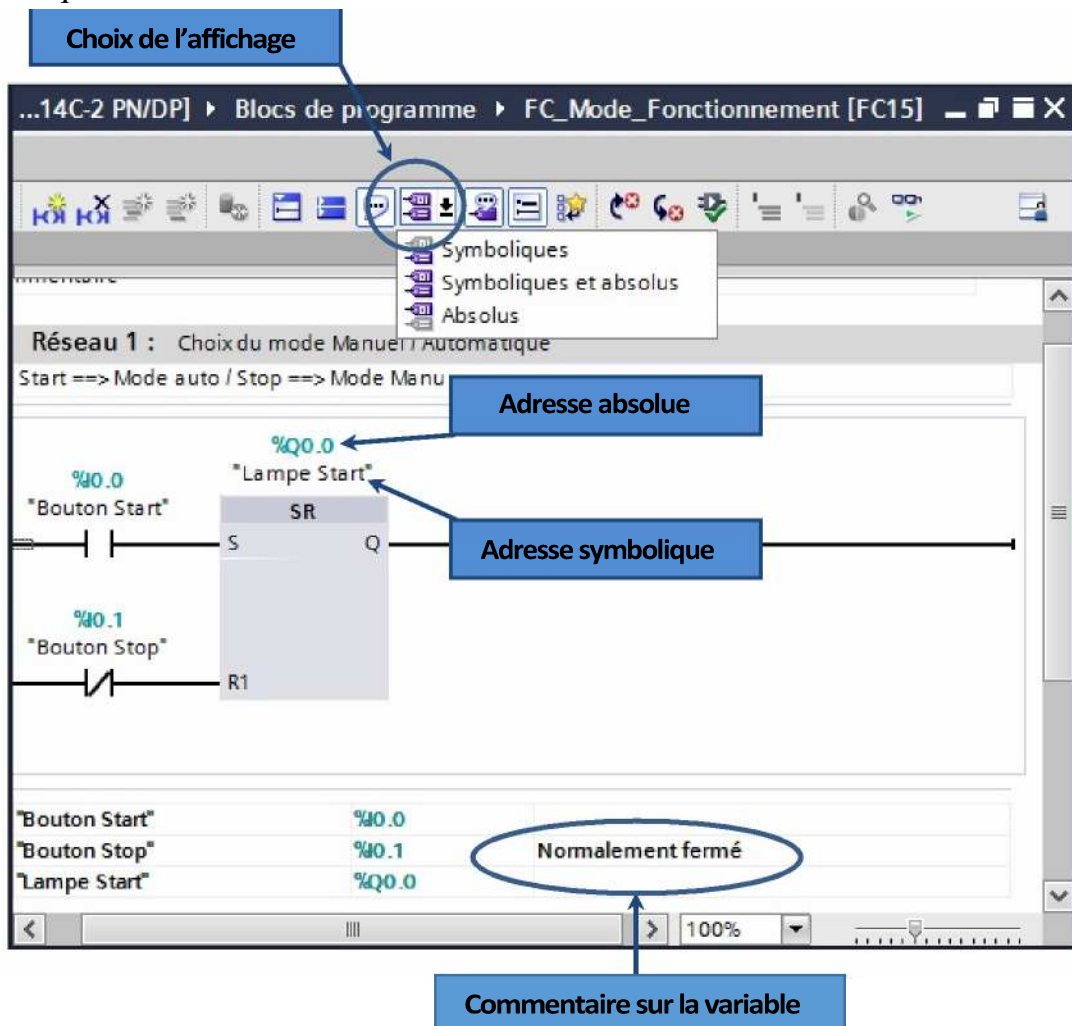 Choix de l'affichage
...14C-2 PN/DP] ▸ Blocs de programme ▸ FC_Mode_Fonctionnement [FC15]
Symboliques
Symboliques et absolus
Absolus
Réseau 1 : Choix du mode Manuel / Automatique
Start ==> Mode auto / Stop ==> Mode Manu
Adresse absolue
%Q0.0
"Lampe Start"
%I0.0
"Bouton Start"
SR
S Q
Adresse symbolique
%I0.1
"Bouton Stop"
R1
"Bouton Start" %I0.0
"Bouton Stop" %I0.1 Normalement fermé
"Lampe Start" %Q0.0
100%
Commentaire sur la variable